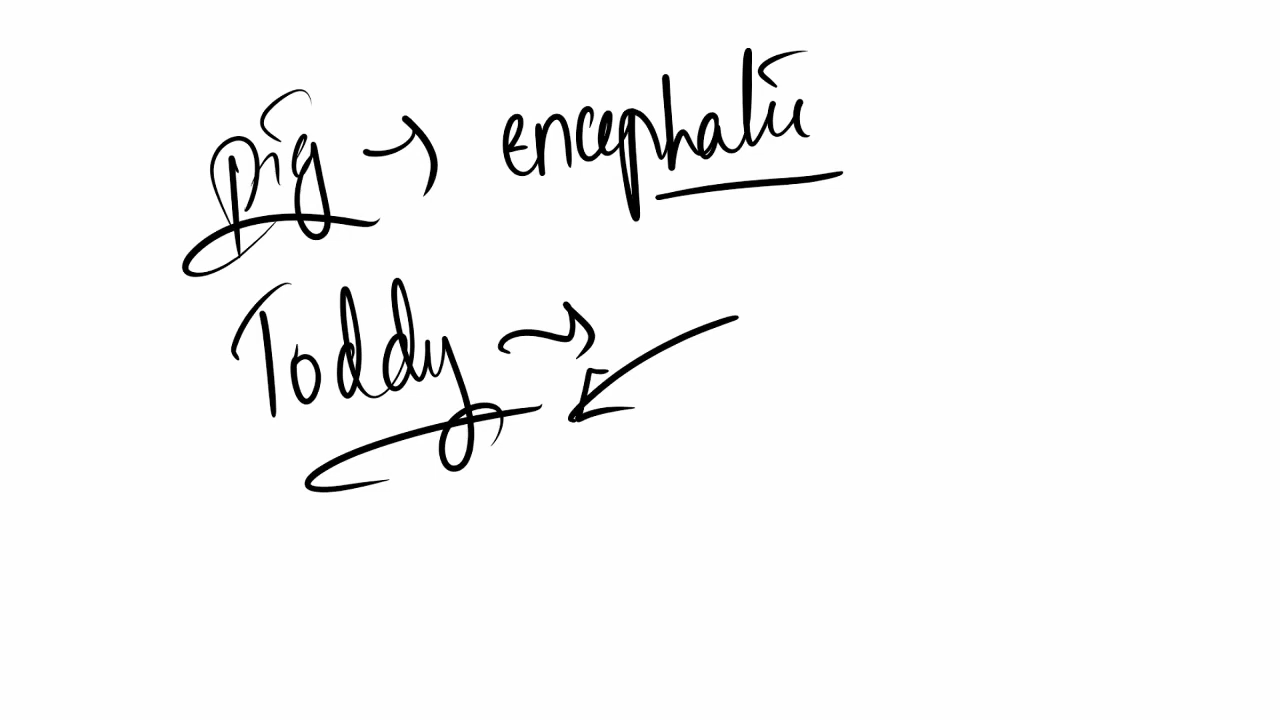 Pig → encephalic
Toddy →